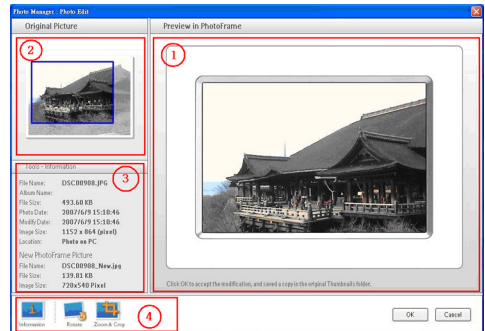 Photo Manager : Photo Edit
Original Picture
Preview in PhotoFrame
2
1
Tools - Information
3
File Name: DSC00908.JPG
Album Name:
File Size: 493.60 KB
Photo Date: 2007/6/9 15:10:46
Modify Date: 2007/6/9 15:10:46
Image Size: 1152 x 864 (pixel)
Location: Photo on PC
New PhotoFrame Picture
File Name: DSC00908_New.jpg
File Size: 139.81 KB
Image Size: 720x540 Pixel
Click OK to accept the modification, and saved a copy in the original Thumbnails folder.
4
Information
Rotate
Zoom & Crop
OK
Cancel